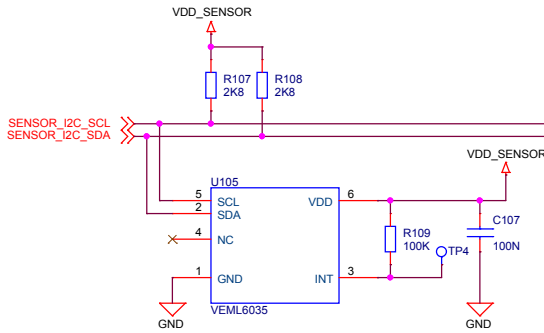 VDD_SENSOR
R107
2K8
R108
2K8
SENSOR_I2C_SCL
SENSOR_I2C_SDA
VDD_SENSOR
U105
5
SCL
VDD
6
2
SDA
R109
100K
C107
100N
4
NC
TP4
1
GND
INT
3
VEML6035
GND
GND